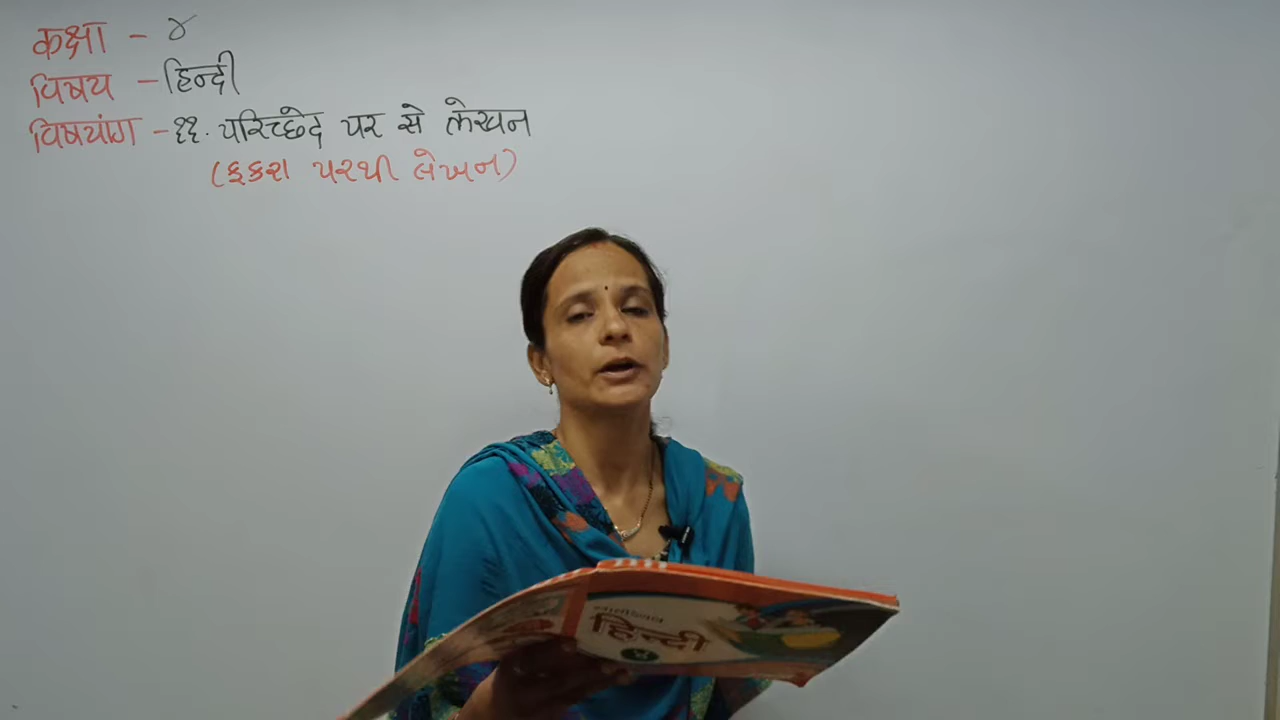 कक्षा - ४
विषय - हिन्दी
विषयांग - ११. परिच्छेद पर से लेखन
(ફકરા પરથી લેખન)
हिन्दी